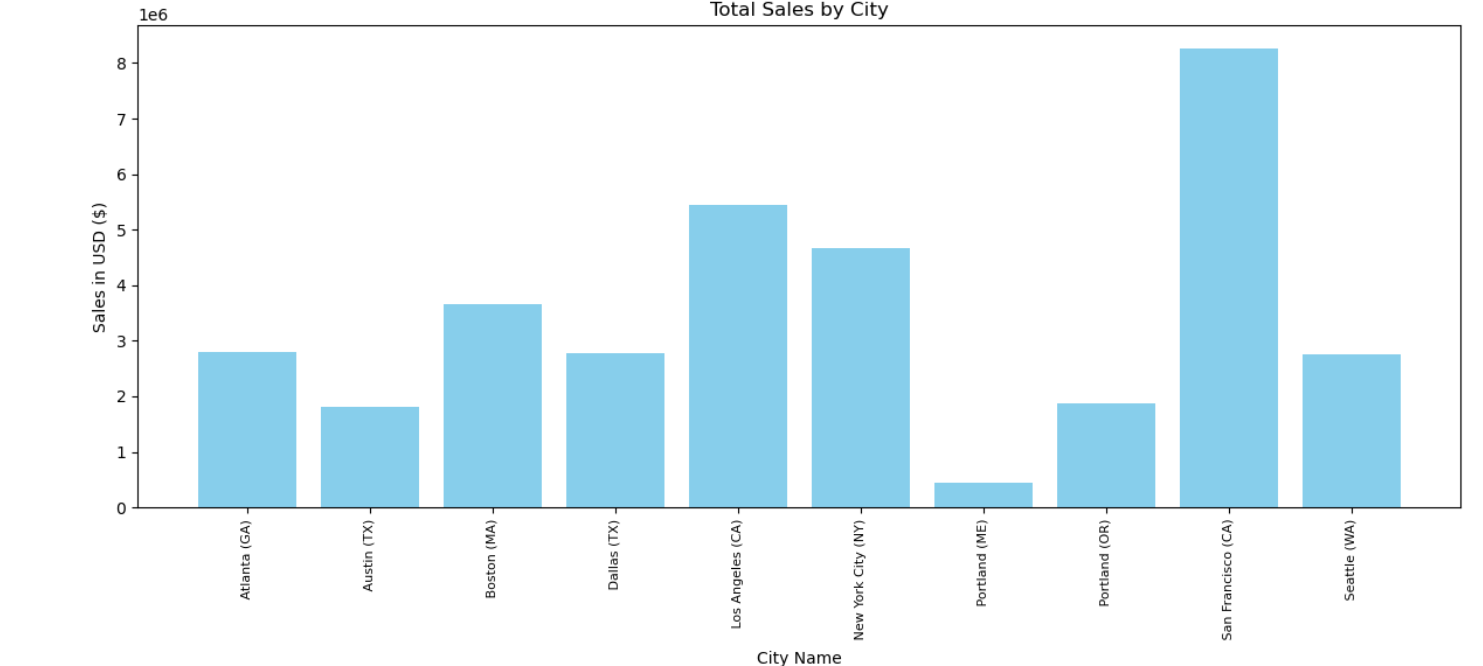 Total Sales by City
1e6
8
7
6
5
4
3
2
1
0
Sales in USD ($)
Atlanta (GA)
Austin (TX)
Boston (MA)
Dallas (TX)
Los Angeles (CA)
New York City (NY)
Portland (ME)
Portland (OR)
San Francisco (CA)
Seattle (WA)
City Name